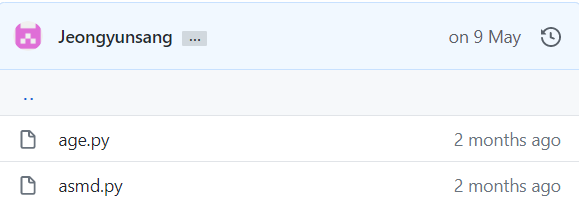 Jeongyunsang ... on 9 May
..
age.py 2 months ago
asmd.py 2 months ago